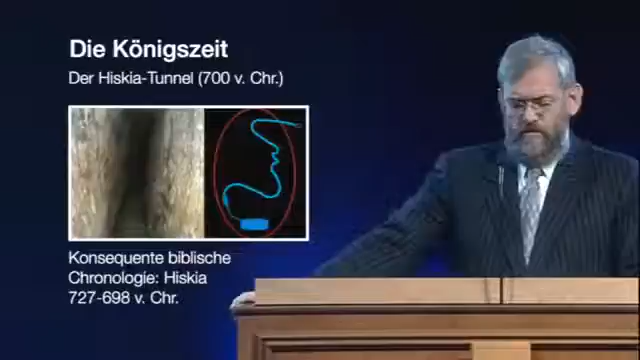 Die Königszeit
Der Hiskia-Tunnel (700 v. Chr.)
Konsequente biblische
Chronologie: Hiskia
727-698 v. Chr.